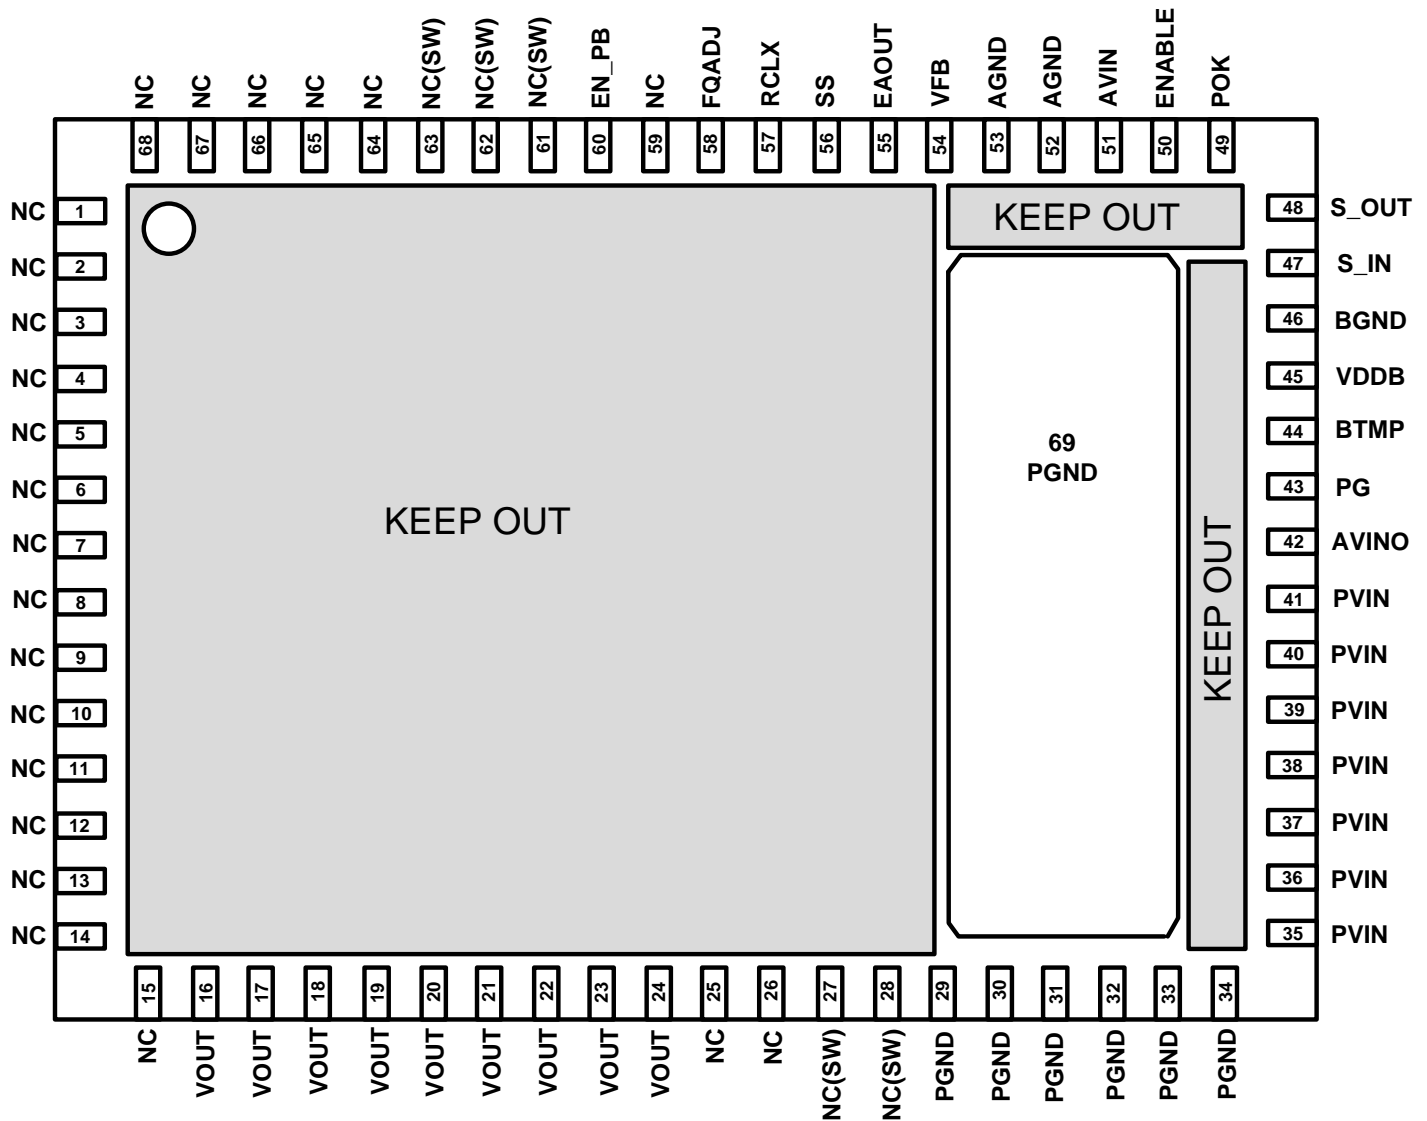 NC
NC
NC
NC
NC
NC(SW)
NC(SW)
NC(SW)
EN_PB
NC
FQADJ
RCLX
SS
EAOUT
VFB
AGND
AGND
AVIN
ENABLE
POK
68
67
66
65
64
63
62
61
60
59
58
57
56
55
54
53
52
51
50
49
NC 1
NC 2
NC 3
NC 4
NC 5
NC 6
NC 7
NC 8
NC 9
NC 10
NC 11
NC 12
NC 13
NC 14
KEEP OUT
KEEP OUT
69
PGND
KEEP OUT
48 S_OUT
47 S_IN
46 BGND
45 VDDB
44 BTMP
43 PG
42 AVINO
41 PVIN
40 PVIN
39 PVIN
38 PVIN
37 PVIN
36 PVIN
35 PVIN
15
16
17
18
19
20
21
22
23
24
25
26
27
28
29
30
31
32
33
34
NC
VOUT
VOUT
VOUT
VOUT
VOUT
VOUT
VOUT
VOUT
VOUT
NC
NC
NC(SW)
NC(SW)
PGND
PGND
PGND
PGND
PGND
PGND